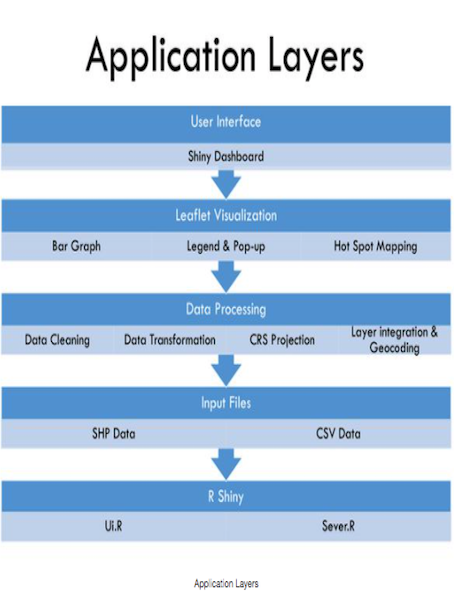 Application Layers
User Interface
Shiny Dashboard
Leaflet Visualization
Bar Graph Legend & Pop-up Hot Spot Mapping
Data Processing
Data Cleaning Data Transformation CRS Projection Layer integration &
Geocoding
Input Files
SHP Data CSV Data
R Shiny
Ui.R Sever.R
Application Layers